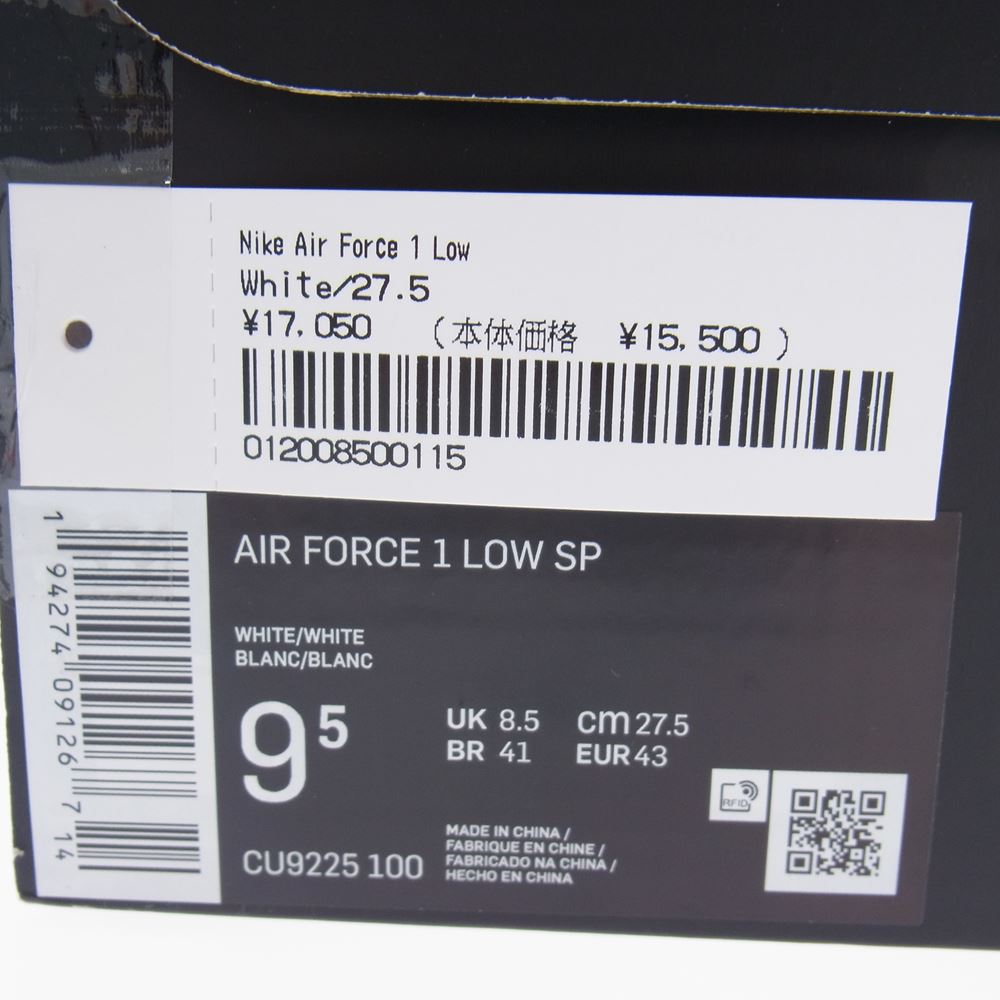 Nike Air Force 1 Low
White/27.5
¥17,050 (本体価格 ¥15,500 )
012008500115
1 94274 09126 7 14
AIR FORCE 1 LOW SP
WHITE/WHITE
BLANC/BLANC
9⁵
UK 8.5 cm 27.5
BR 41 EUR 43
RFID
MADE IN CHINA /
FABRIQUE EN CHINE /
FABRICADO NA CHINA /
HECHO EN CHINA
CU9225 100